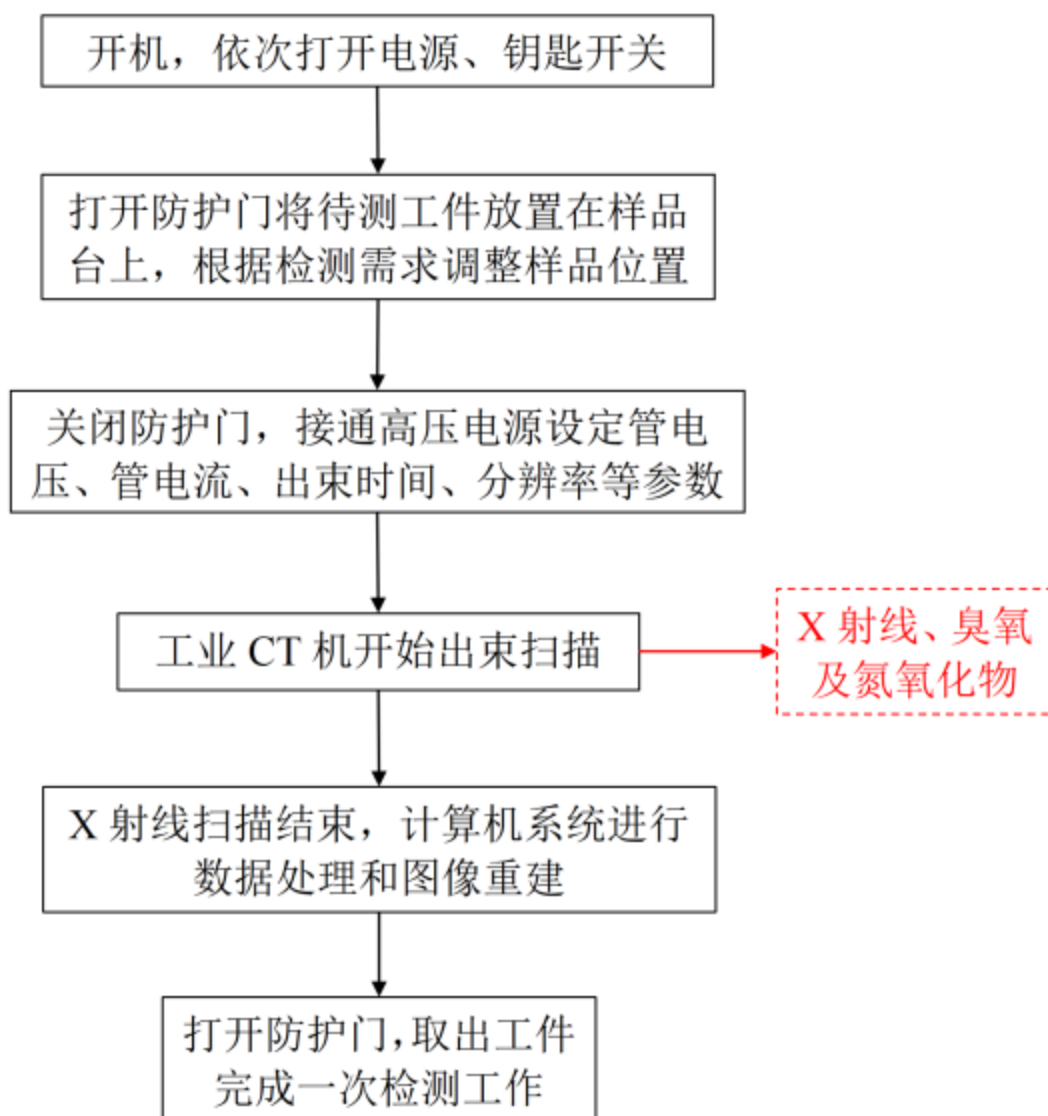 开机，依次打开电源、钥匙开关
打开防护门将待测工件放置在样品
台上，根据检测需求调整样品位置
关闭防护门，接通高压电源设定管电
压、管电流、出束时间、分辨率等参数
工业 CT 机开始出束扫描
X 射线、臭氧
及氮氧化物
X 射线扫描结束，计算机系统进行
数据处理和图像重建
打开防护门，取出工件
完成一次检测工作